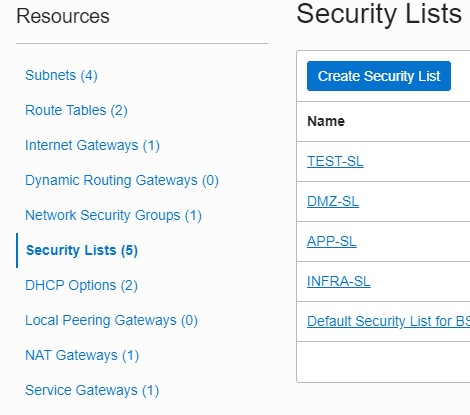 Resources
Subnets (4)
Route Tables (2)
Internet Gateways (1)
Dynamic Routing Gateways (0)
Network Security Groups (1)
Security Lists (5)
DHCP Options (2)
Local Peering Gateways (0)
NAT Gateways (1)
Service Gateways (1)
Security Lists
Create Security List
Name
TEST-SL
DMZ-SL
APP-SL
INFRA-SL
Default Security List for BS